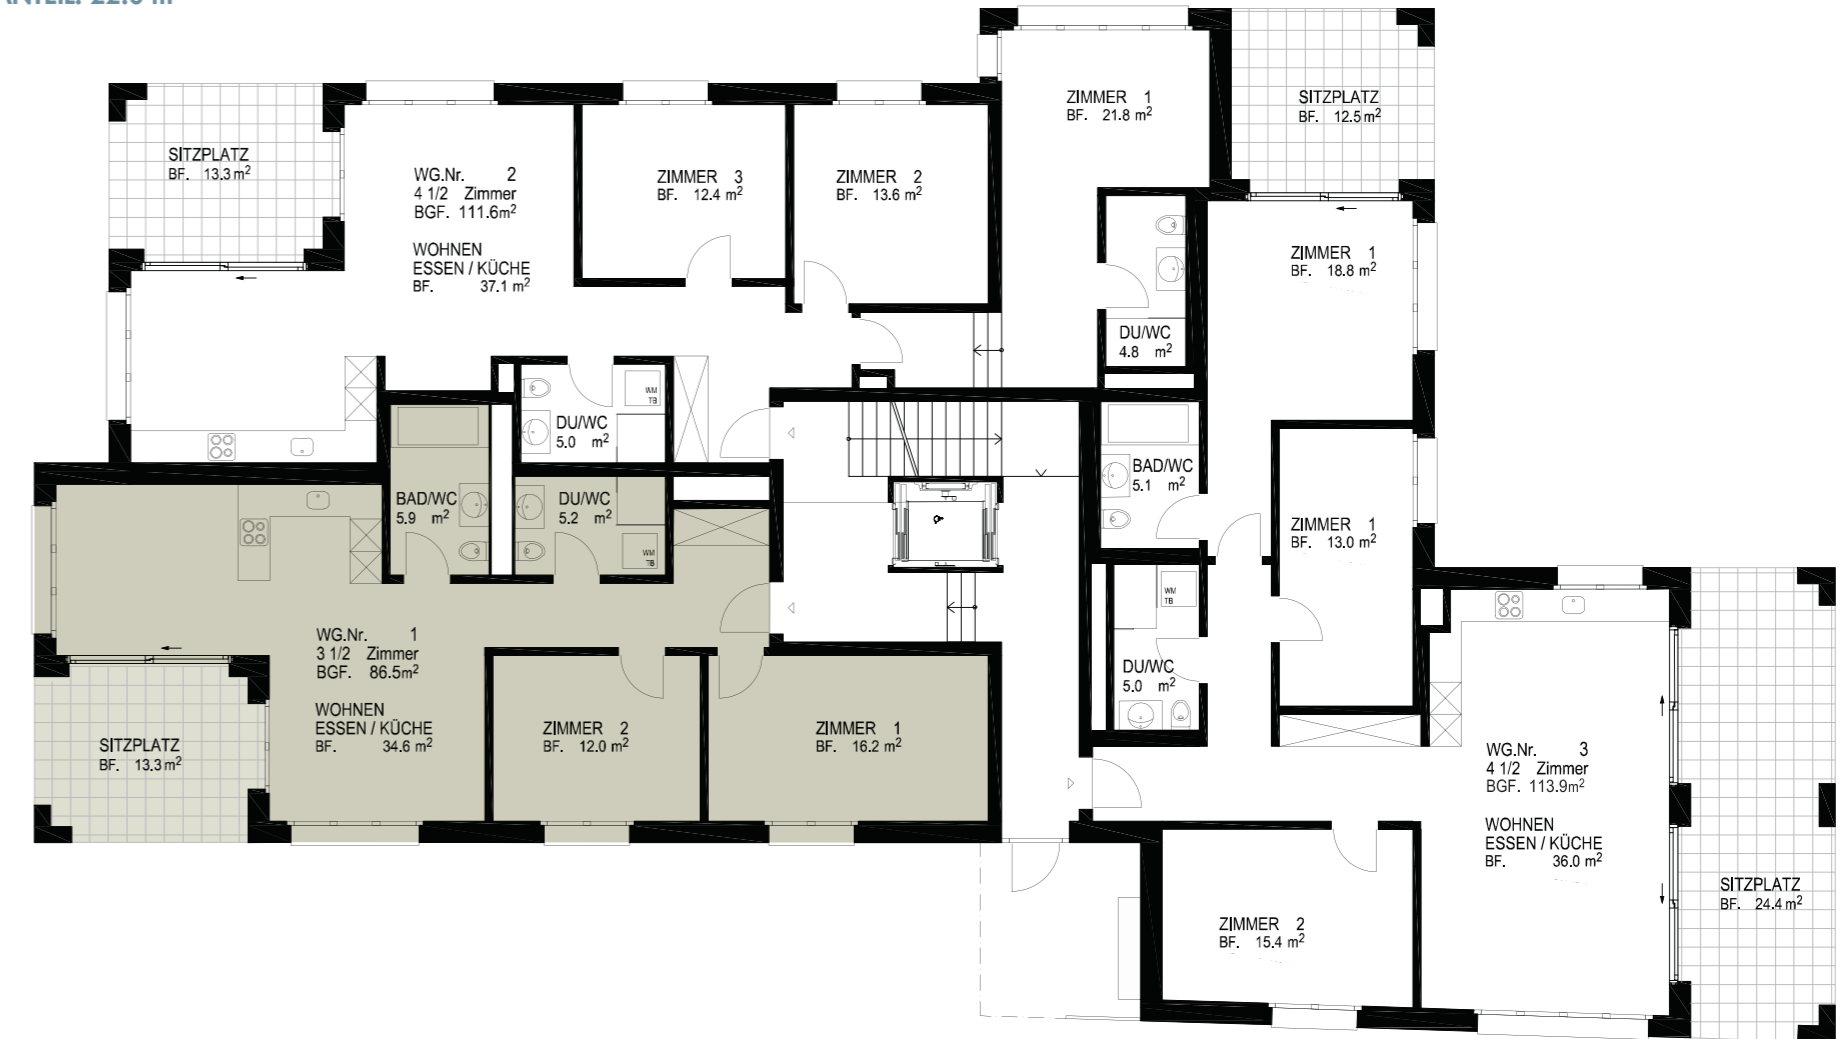 ZIMMER 1
BF. 21.8 m²
SITZPLATZ
BF. 12.5 m²
SITZPLATZ
BF. 13.3 m²
WG.Nr. 2
4 1/2 Zimmer
BGF. 111.6m²
WOHNEN
ESSEN / KÜCHE
BF. 37.1 m²
ZIMMER 3
BF. 12.4 m²
ZIMMER 2
BF. 13.6 m²
ZIMMER 1
BF. 18.8 m²
DU/WC
4.8 m²
WM
TB
DU/WC
5.0 m²
BAD/WC
5.1 m²
BAD/WC
5.9 m²
DU/WC
5.2 m²
WM
TB
ZIMMER 1
BF. 13.0 m²
WM
TB
DU/WC
5.0 m²
WG.Nr. 1
3 1/2 Zimmer
BGF. 86.5m²
WOHNEN
ESSEN / KÜCHE
BF. 34.6 m²
SITZPLATZ
BF. 13.3 m²
ZIMMER 2
BF. 12.0 m²
ZIMMER 1
BF. 16.2 m²
WG.Nr. 3
4 1/2 Zimmer
BGF. 113.9m²
WOHNEN
ESSEN / KÜCHE
BF. 36.0 m²
SITZPLATZ
BF. 24.4 m²
ZIMMER 2
BF. 15.4 m²